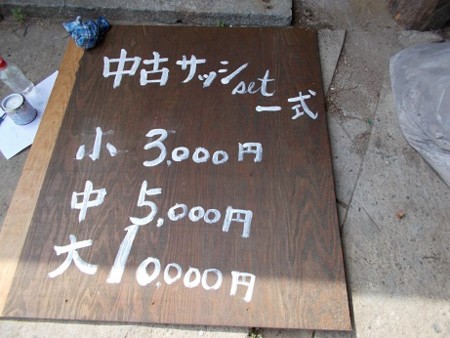 中古サッシset
一式
小 3,000円
中 5,000円
大 10,000円